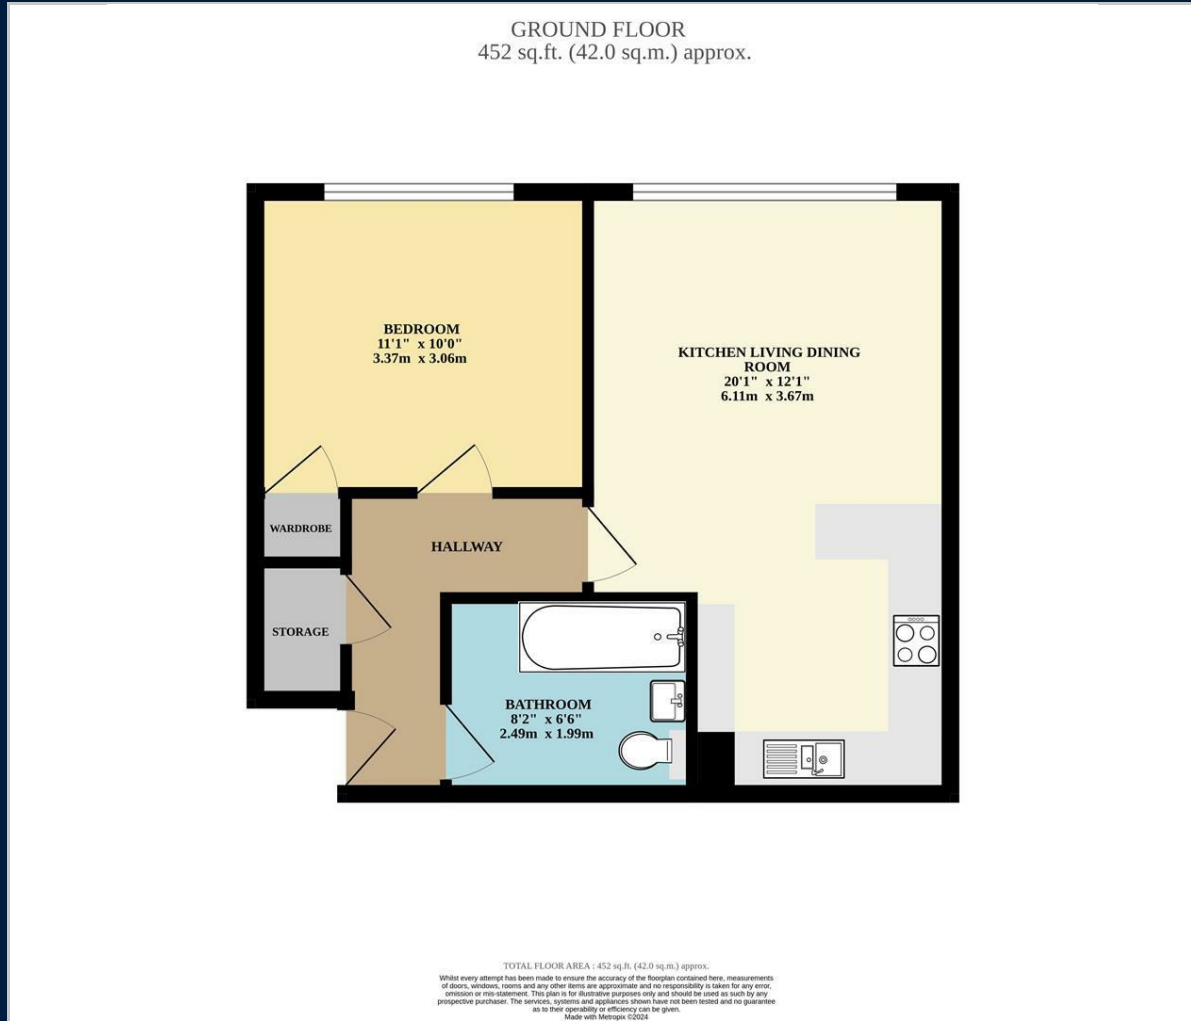 GROUND FLOOR
452 sq.ft. (42.0 sq.m.) approx.
BEDROOM
11'1" x 10'0"
3.37m x 3.06m
KITCHEN LIVING DINING
ROOM
20'1" x 12'1"
6.11m x 3.67m
WARDROBE
HALLWAY
STORAGE
BATHROOM
8'2" x 6'6"
2.49m x 1.99m
TOTAL FLOOR AREA : 452 sq.ft. (42.0 sq.m.) approx.
Whilst every attempt has been made to ensure the accuracy of the floorplan contained here, measurements
of doors, windows, rooms and any other items are approximate and no responsibility is taken for any error,
omission or mis-statement. This plan is for illustrative purposes only and should be used as such by any
prospective purchaser. The services, systems and appliances shown have not been tested and no guarantee
as to their operability or efficiency can be given.
Made with Metropix ©2024